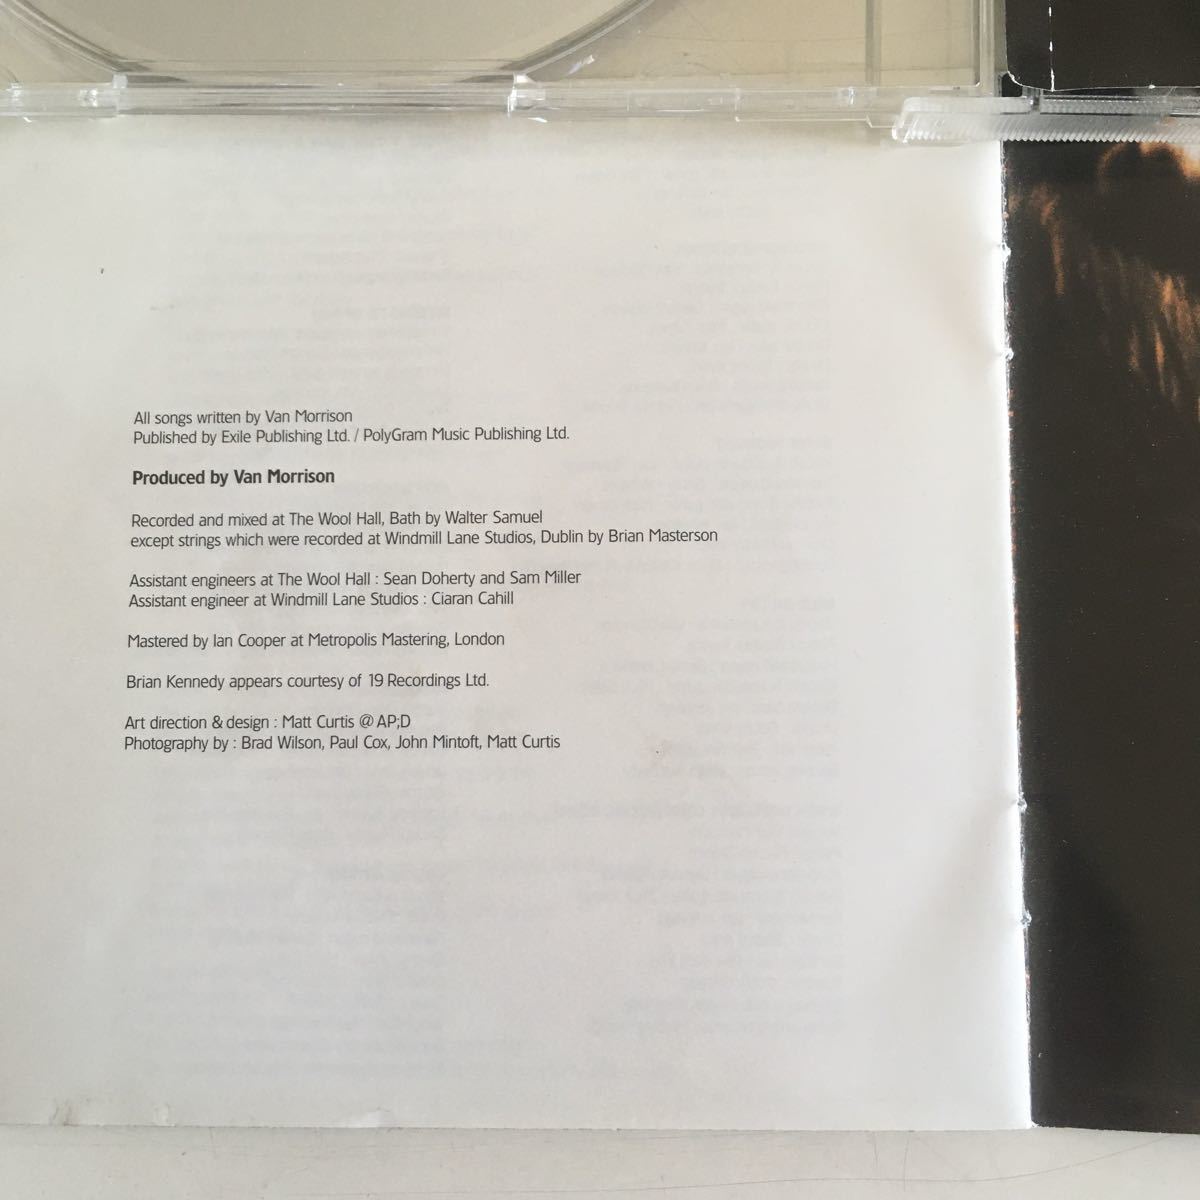 All songs written by Van Morrison
Published by Exile Publishing Ltd. / PolyGram Music Publishing Ltd.
Produced by Van Morrison
Recorded and mixed at The Wool Hall, Bath by Walter Samuel
except strings which were recorded at Windmill Lane Studios, Dublin by Brian Masterson
Assistant engineers at The Wool Hall : Sean Doherty and Sam Miller
Assistant engineer at Windmill Lane Studios : Ciaran Cahill
Mastered by Ian Cooper at Metropolis Mastering, London
Brian Kennedy appears courtesy of 19 Recordings Ltd.
Art direction & design : Matt Curtis @ AP;D
Photography by : Brad Wilson, Paul Cox, John Mintoft, Matt Curtis